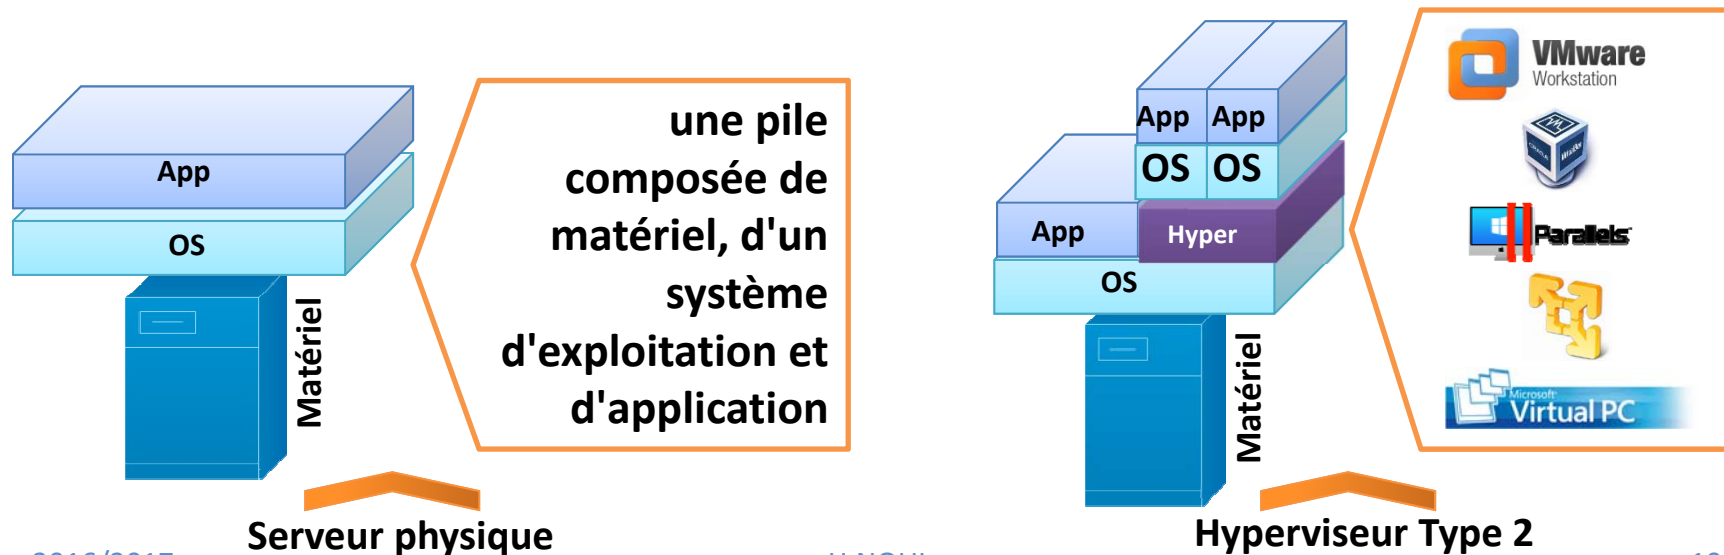 App
OS
Matériel
une pile
composée de
matériel, d'un
système
d'exploitation et
d'application
Serveur physique
App App
OS OS
App
Hyper
OS
Matériel
VMware
Workstation
Parallels
Microsoft
Virtual PC
Hyperviseur Type 2